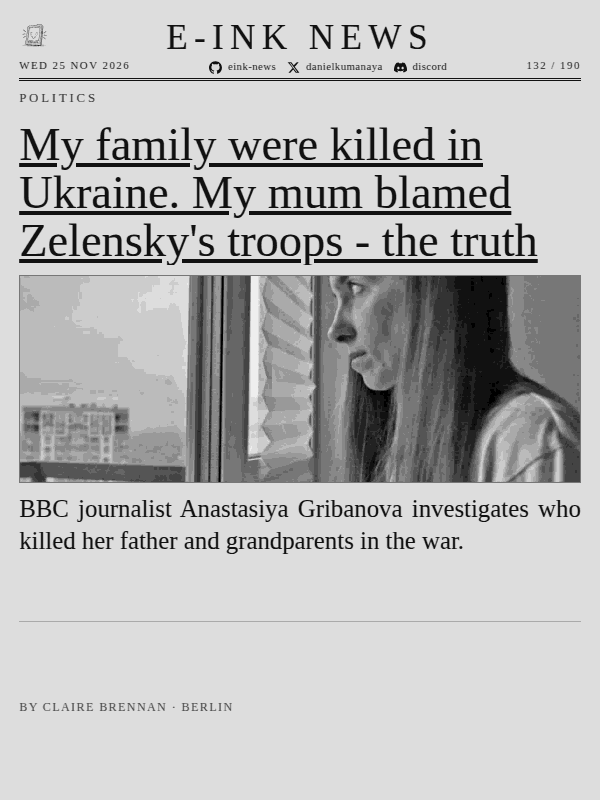 E-INK NEWS
WED 25 NOV 2026
eink-news danielkumanaya discord
132 / 190
POLITICS
My family were killed in
Ukraine. My mum blamed
Zelensky's troops - the truth
BBC journalist Anastasiya Gribanova investigates who
killed her father and grandparents in the war.
BY CLAIRE BRENNAN · BERLIN